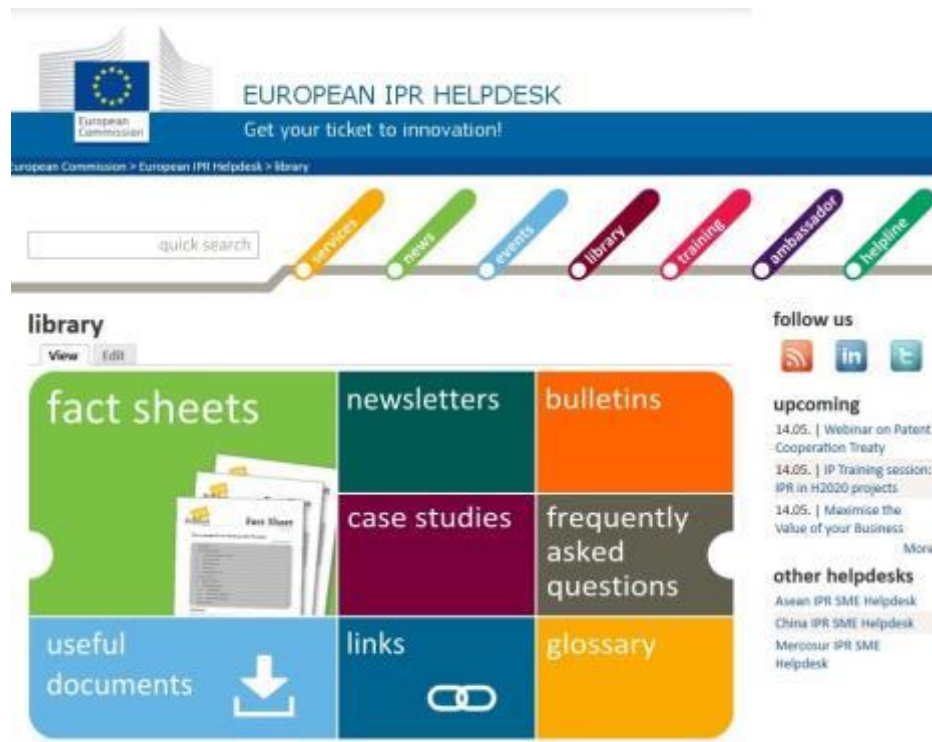 European
Commission
EUROPEAN IPR HELPDESK
Get your ticket to innovation!
European Commission > European IPR Helpdesk > library
quick search
services
news
events
library
training
ambassador
helpline
library
View
Edit
fact sheets
Fact Sheet
newsletters
bulletins
case studies
frequently
asked
questions
useful
documents
links
glossary
follow us
in
t
upcoming
14.05. | Webinar on Patent
Cooperation Treaty
14.05. | IP Training session:
IPR in H2020 projects
14.05. | Maximise the
Value of your Business
More
other helpdesks
Asean IPR SME Helpdesk
China IPR SME Helpdesk
Mercosur IPR SME
Helpdesk